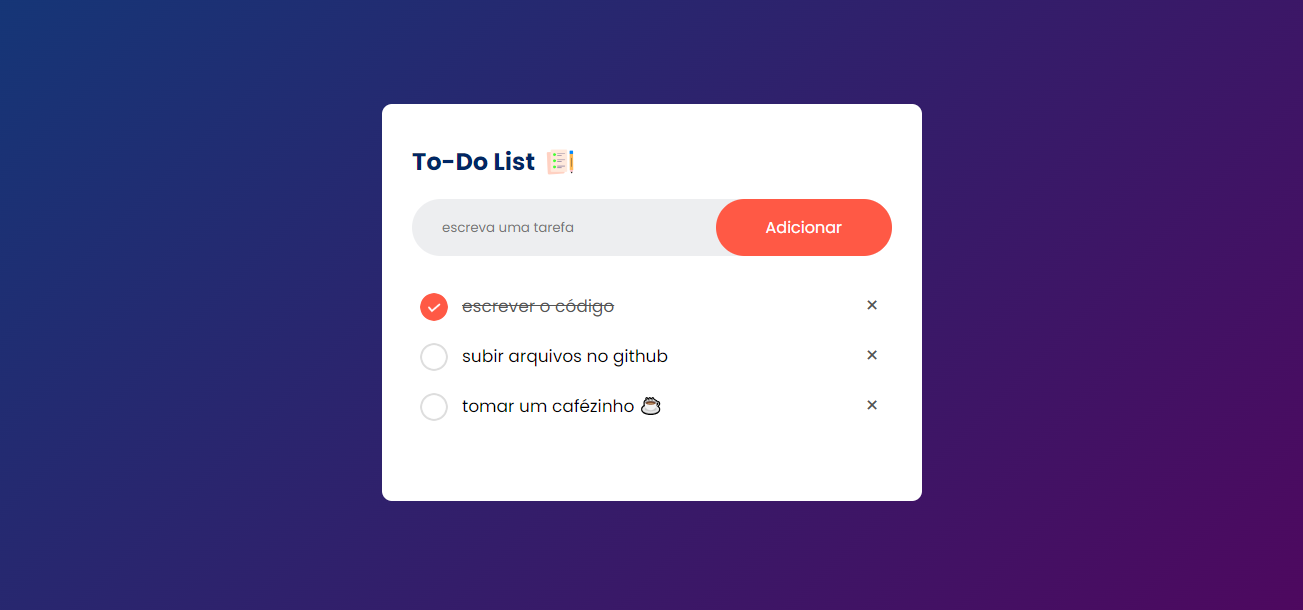 To-Do List
escreva uma tarefa
Adicionar
escrever o código ×
subir arquivos no github ×
tomar um cafézinho ☕ ×